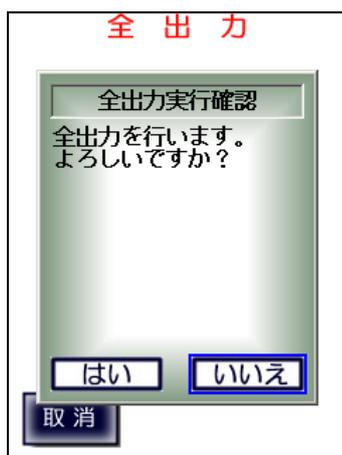 全 出 力
全出力実行確認
全出力を行います。
よろしいですか？
はい
いいえ
取 消